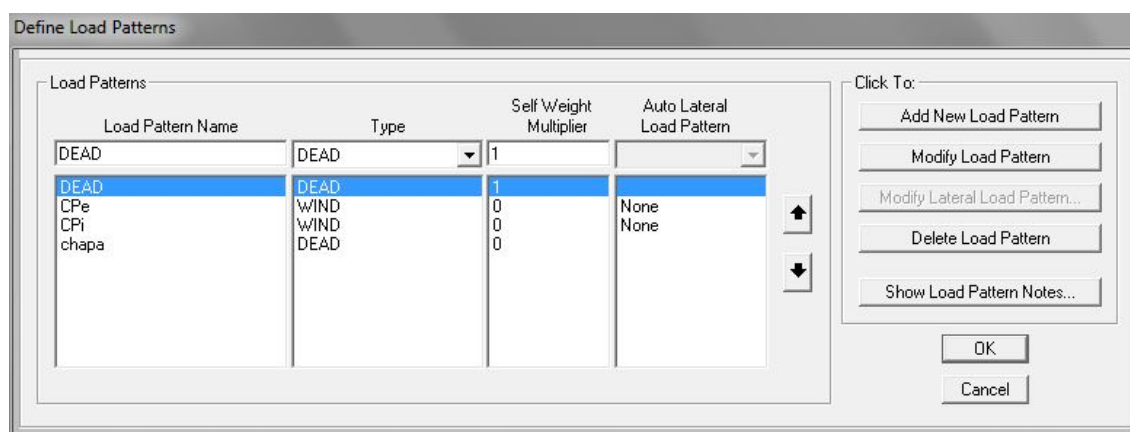 Define Load Patterns
Load Patterns
Click To:
Load Pattern Name Type Self Weight Multiplier Auto Lateral Load Pattern
DEAD DEAD 1
DEAD DEAD 1
CPe WIND 0 None
CPi WIND 0 None
chapa DEAD 0
Add New Load Pattern
Modify Load Pattern
Modify Lateral Load Pattern...
Delete Load Pattern
Show Load Pattern Notes...
OK
Cancel